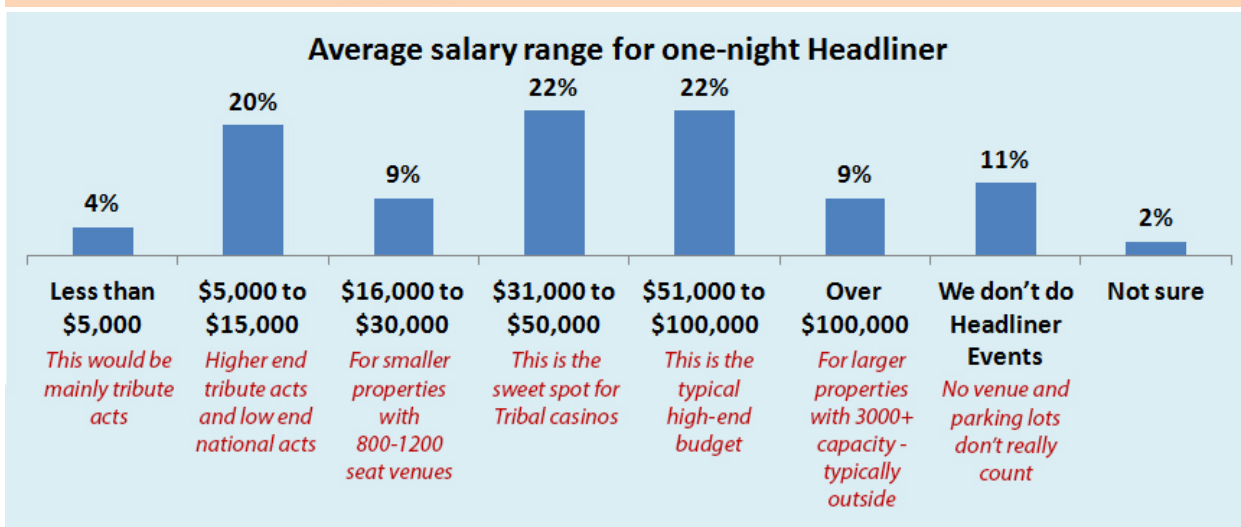 Average salary range for one-night Headliner
4%
20%
9%
22%
22%
9%
11%
2%
Less than
$5,000
This would be
mainly tribute
acts
$5,000 to
$15,000
Higher end
tribute acts
and low end
national acts
$16,000 to
$30,000
For smaller
properties
with
800-1200
seat venues
$31,000 to
$50,000
This is the
sweet spot for
Tribal casinos
$51,000 to
$100,000
This is the
typical
high-end
budget
Over
$100,000
For larger
properties
with 3000+
capacity -
typically
outside
We don't do
Headliner
Events
No venue and
parking lots
don't really
count
Not sure